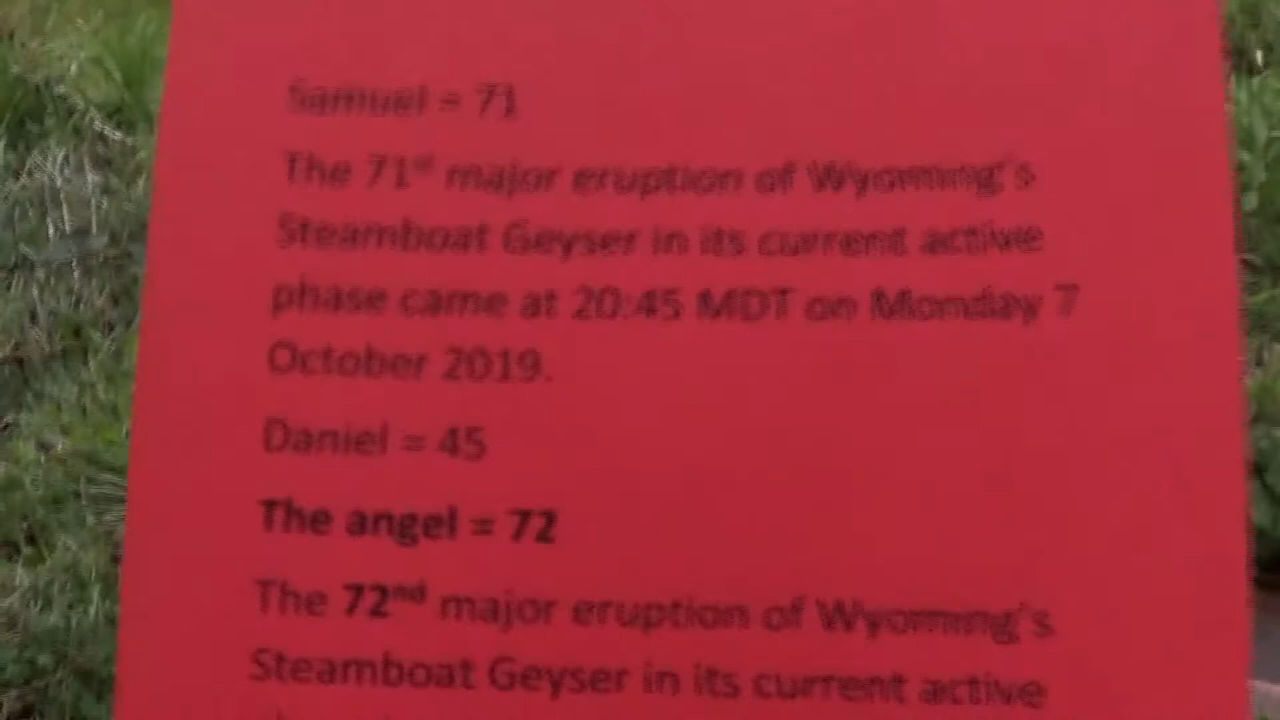 Samuel = 71
The 71st major eruption of Wyoming's
Steamboat Geyser in its current active
phase came at 20:45 MDT on Monday 7
October 2019.
Daniel = 45
The angel = 72
The 72nd major eruption of Wyoming's
Steamboat Geyser in its current active